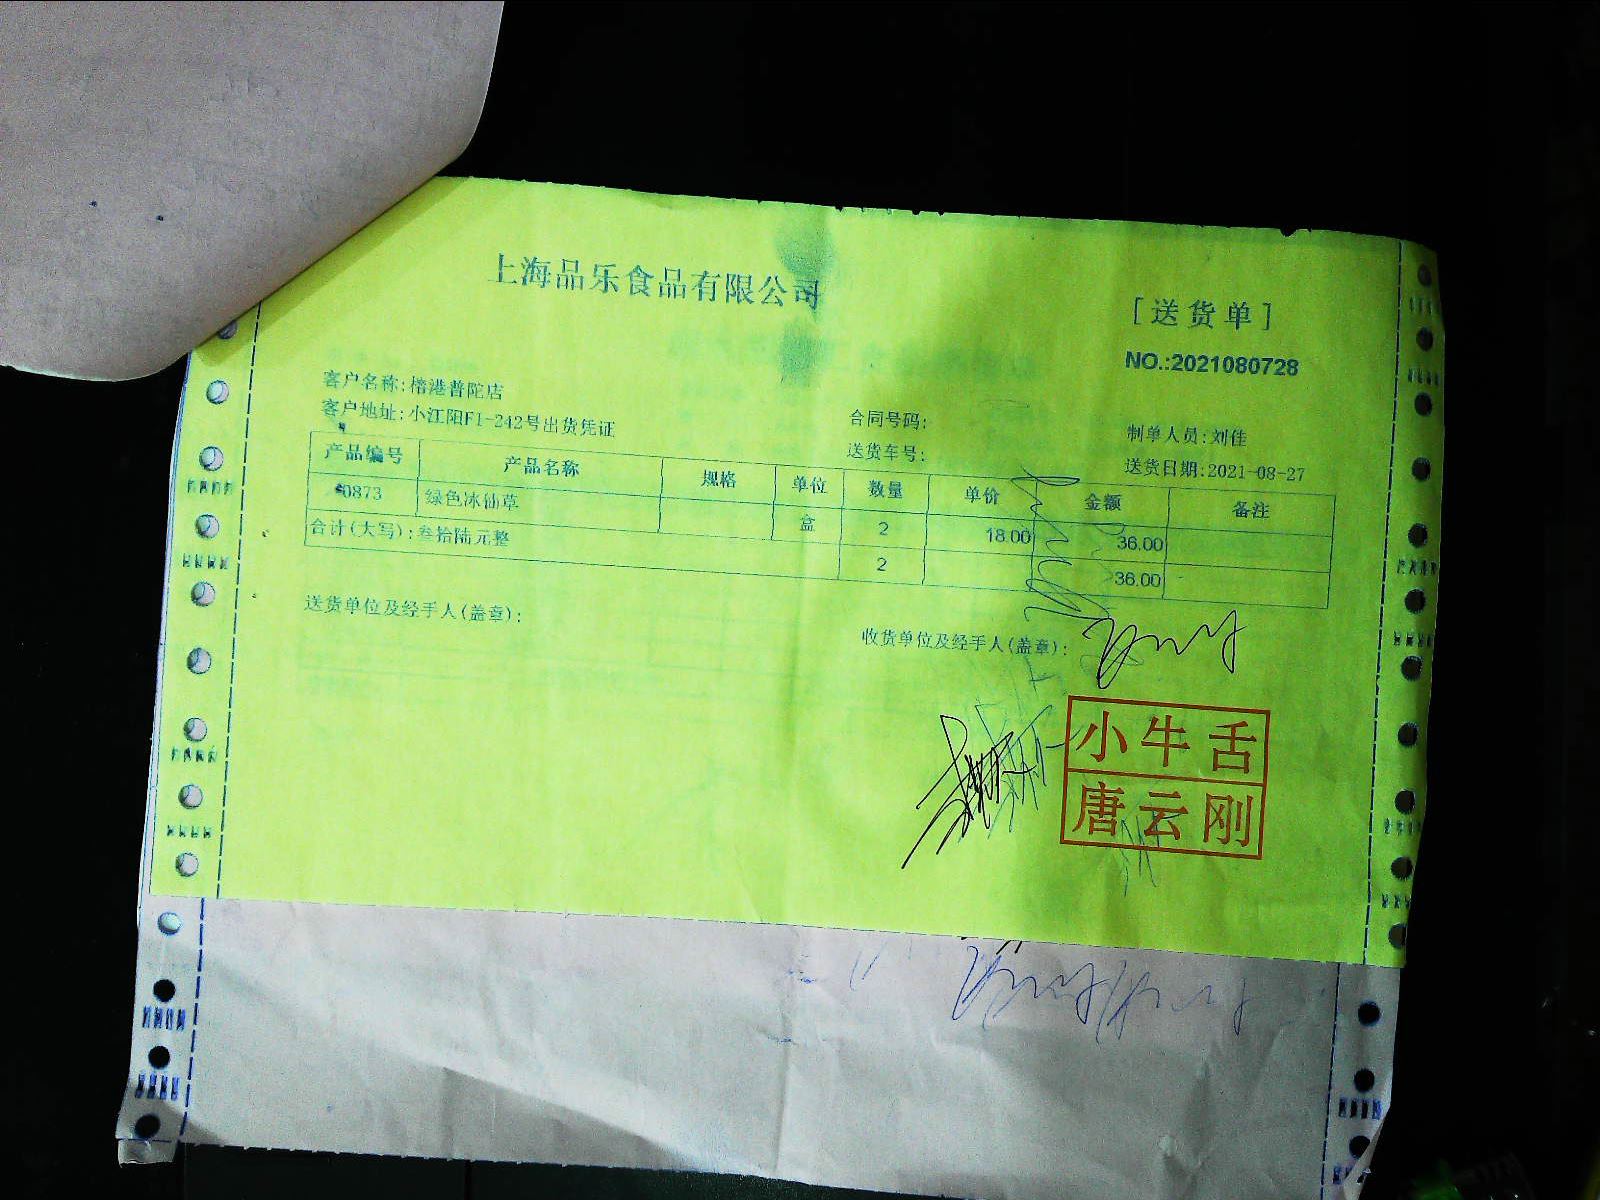 上海品乐食品有限公司
[送货单]
NO.:2021080728
客户名称:榴港普陀店
客户地址:小江阳F1-242号出货凭证
合同号码:
送货车号:
制单人员:刘佳
送货日期:2021-08-27
产品编号 产品名称 规格 单位 数量 单价 金额 备注
0873 绿色冰仙草 盒 2 18.00 36.00
合计(大写):叁拾陆元整 2 36.00
送货单位及经手人(盖章):
收货单位及经手人(盖章):
小牛舌
唐云刚